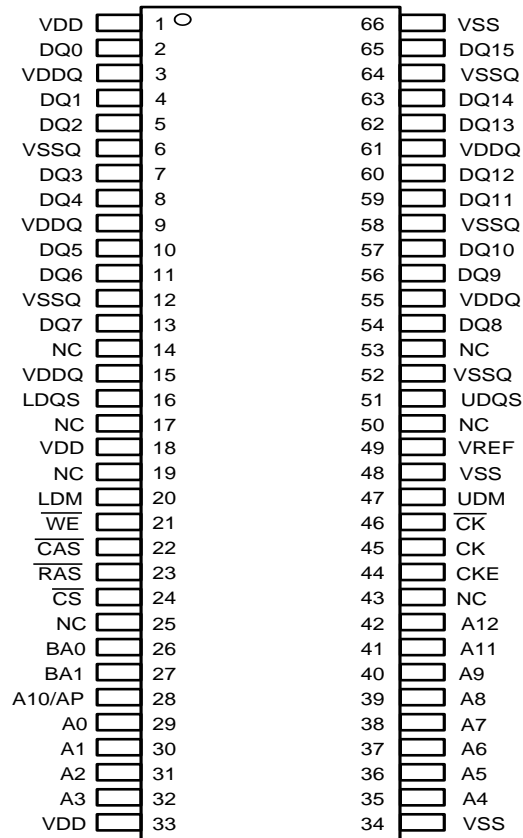 VDD 1 66 VSS
DQ0 2 65 DQ15
VDDQ 3 64 VSSQ
DQ1 4 63 DQ14
DQ2 5 62 DQ13
VSSQ 6 61 VDDQ
DQ3 7 60 DQ12
DQ4 8 59 DQ11
VDDQ 9 58 VSSQ
DQ5 10 57 DQ10
DQ6 11 56 DQ9
VSSQ 12 55 VDDQ
DQ7 13 54 DQ8
NC 14 53 NC
VDDQ 15 52 VSSQ
LDQS 16 51 UDQS
NC 17 50 NC
VDD 18 49 VREF
NC 19 48 VSS
LDM 20 47 UDM
W̅E̅ 21 46 C̅K̅
C̅A̅S̅ 22 45 CK
R̅A̅S̅ 23 44 CKE
C̅S̅ 24 43 NC
NC 25 42 A12
BA0 26 41 A11
BA1 27 40 A9
A10/AP 28 39 A8
A0 29 38 A7
A1 30 37 A6
A2 31 36 A5
A3 32 35 A4
VDD 33 34 VSS